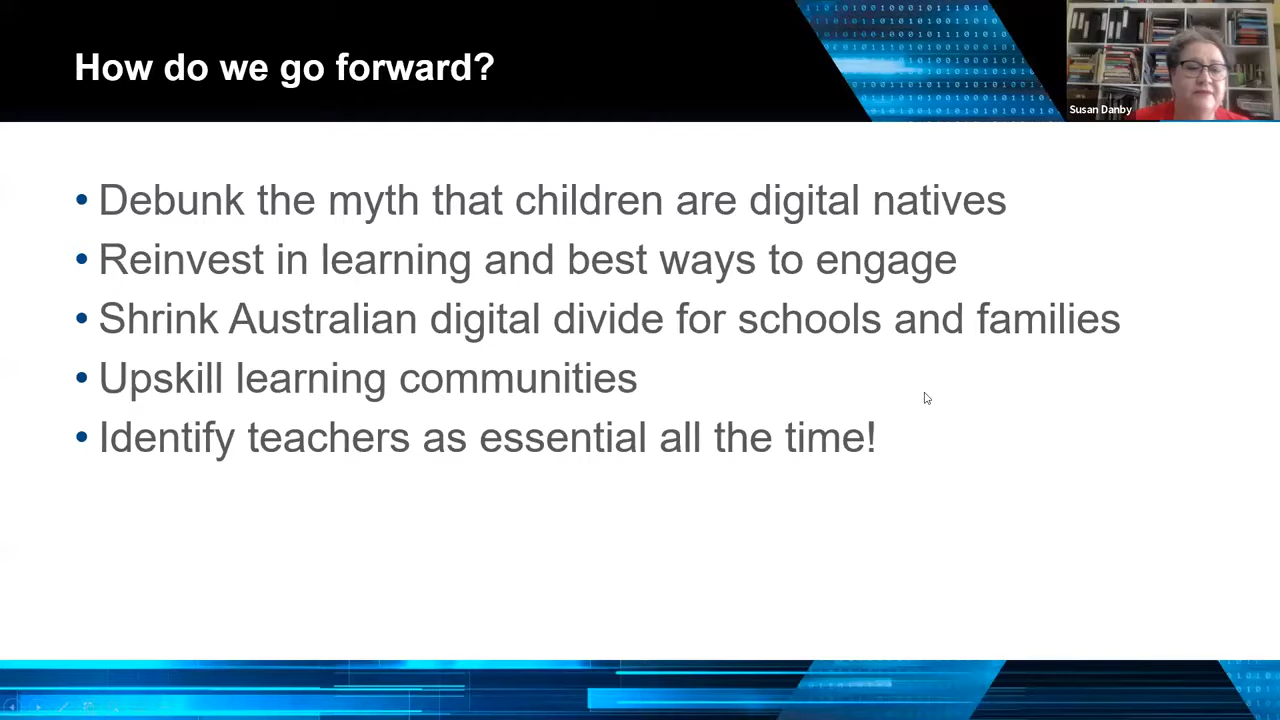 How do we go forward?
Susan Danby
• Debunk the myth that children are digital natives
• Reinvest in learning and best ways to engage
• Shrink Australian digital divide for schools and families
• Upskill learning communities
• Identify teachers as essential all the time!